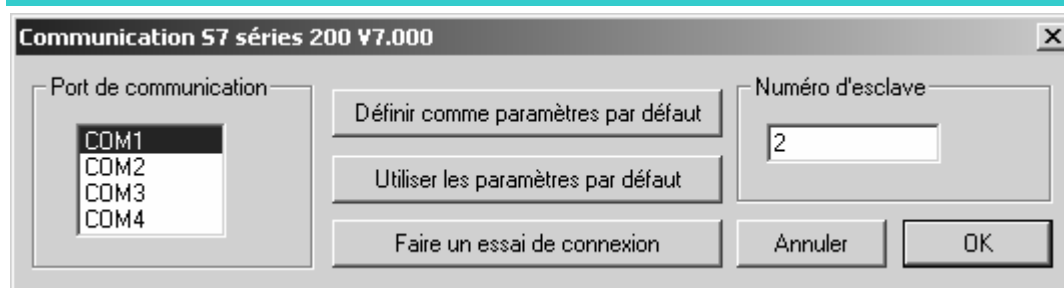 Communication S7 séries 200 V7.000
Port de communication
COM1
COM2
COM3
COM4
Définir comme paramètres par défaut
Utiliser les paramètres par défaut
Faire un essai de connexion
Numéro d'esclave
2
Annuler
OK